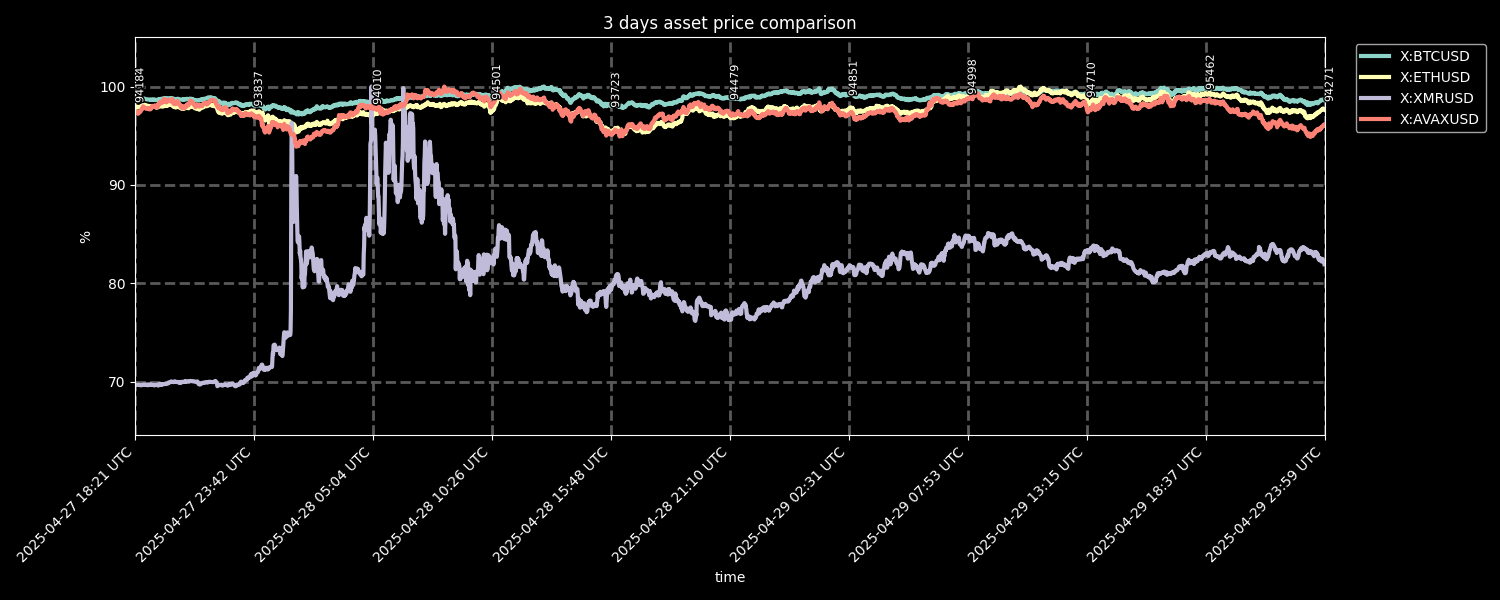 3 days asset price comparison
94184
93837
94010
94501
93723
94479
94851
94998
94710
95462
94271
100
90
80
70
%
X:BTCUSD
X:ETHUSD
X:XMRUSD
X:AVAXUSD
2025-04-27 18:21 UTC
2025-04-27 23:42 UTC
2025-04-28 05:04 UTC
2025-04-28 10:26 UTC
2025-04-28 15:48 UTC
2025-04-28 21:10 UTC
2025-04-29 02:31 UTC
2025-04-29 07:53 UTC
2025-04-29 13:15 UTC
2025-04-29 18:37 UTC
2025-04-29 23:59 UTC
time